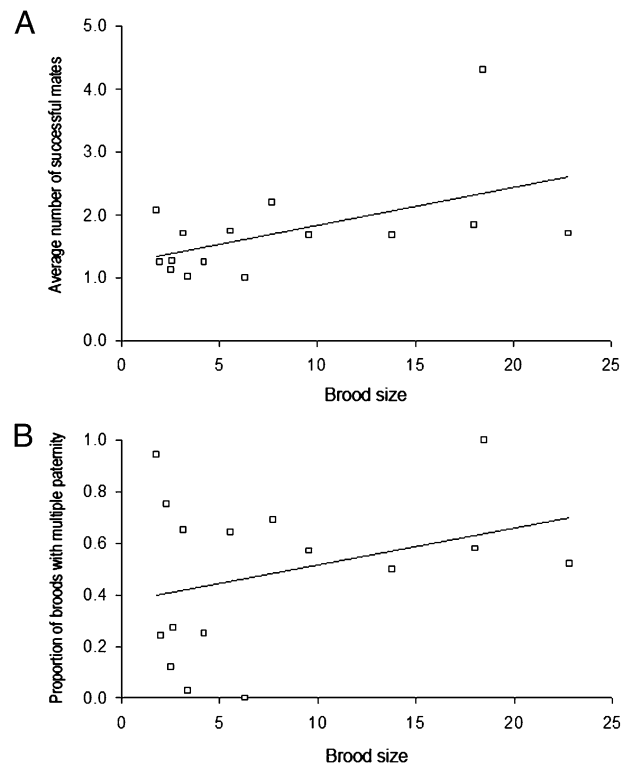 A
Average number of successful mates
5.0
4.0
3.0
2.0
1.0
0.0
0 5 10 15 20 25
Brood size
B
Proportion of broods with multiple paternity
1.0
0.8
0.6
0.4
0.2
0.0
0 5 10 15 20 25
Brood size